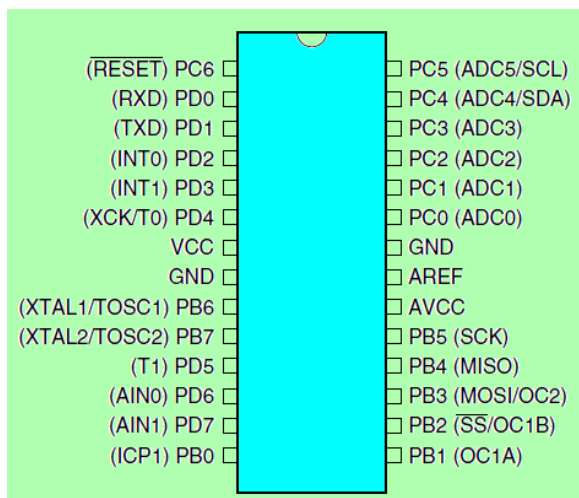 (RESET) PC6
(RXD) PD0
(TXD) PD1
(INT0) PD2
(INT1) PD3
(XCK/T0) PD4
VCC
GND
(XTAL1/TOSC1) PB6
(XTAL2/TOSC2) PB7
(T1) PD5
(AIN0) PD6
(AIN1) PD7
(ICP1) PB0
PC5 (ADC5/SCL)
PC4 (ADC4/SDA)
PC3 (ADC3)
PC2 (ADC2)
PC1 (ADC1)
PC0 (ADC0)
GND
AREF
AVCC
PB5 (SCK)
PB4 (MISO)
PB3 (MOSI/OC2)
PB2 (SS/OC1B)
PB1 (OC1A)